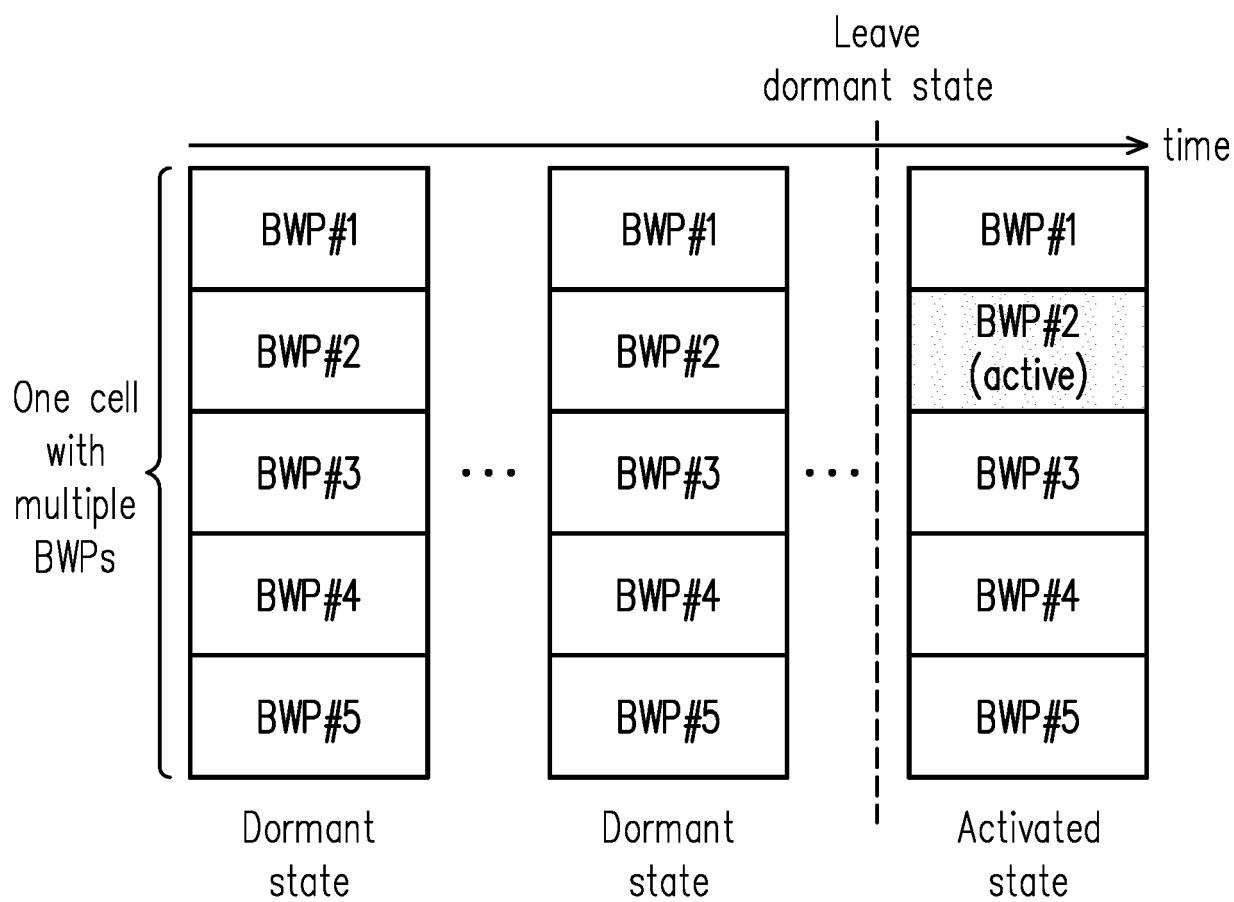 Leave
dormant state
time
BWP#1
BWP#1
BWP#1
BWP#2
BWP#2
BWP#2
(active)
One cell
with
multiple
BWPs
BWP#3
...
BWP#3
...
BWP#3
BWP#4
BWP#4
BWP#4
BWP#5
BWP#5
BWP#5
Dormant
state
Dormant
state
Activated
state